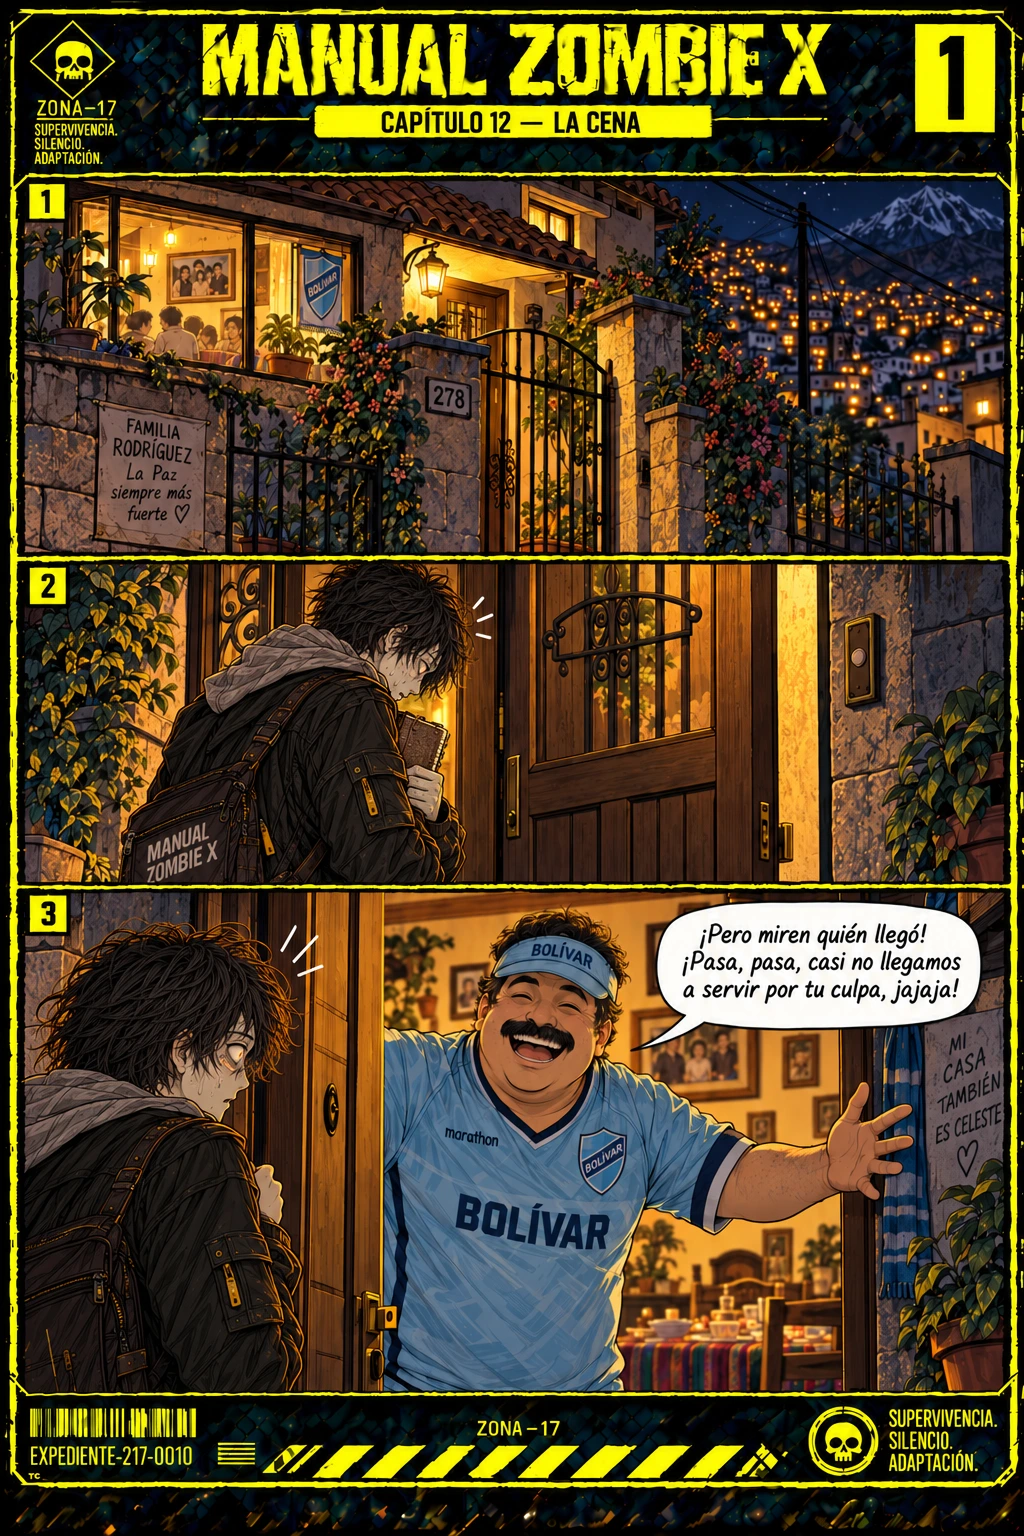 ZONA-17
SUPERVIVENCIA.
SILENCIO.
ADAPTACIÓN.
MANUAL ZOMBIE X
CAPÍTULO 12 — LA CENA
1
1
BOLÍVAR
278
FAMILIA
RODRÍGUEZ
La Paz
siempre más
fuerte ♡
2
MANUAL
ZOMBIE X
3
BOLÍVAR
¡Pero miren quién llegó!
¡Pasa, pasa, casi no llegamos
a servir por tu culpa, jajaja!
MI
CASA
TAMBIÉN
ES CELESTE
♡
marathon
BOLÍVAR
BOLÍVAR
EXPEDIENTE-217-0010
TC
ZONA-17
SUPERVIVENCIA.
SILENCIO.
ADAPTACIÓN.